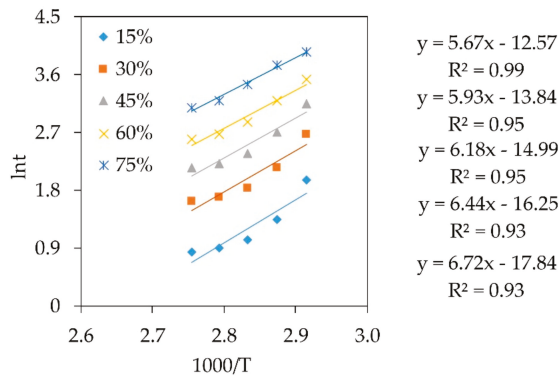 4.5
3.6
2.7
1.8
0.9
0
lnt
15%
30%
45%
60%
75%
2.6
2.7
2.8
2.9
3.0
1000/T
y = 5.67x - 12.57
R² = 0.99
y = 5.93x - 13.84
R² = 0.95
y = 6.18x - 14.99
R² = 0.95
y = 6.44x - 16.25
R² = 0.93
y = 6.72x - 17.84
R² = 0.93